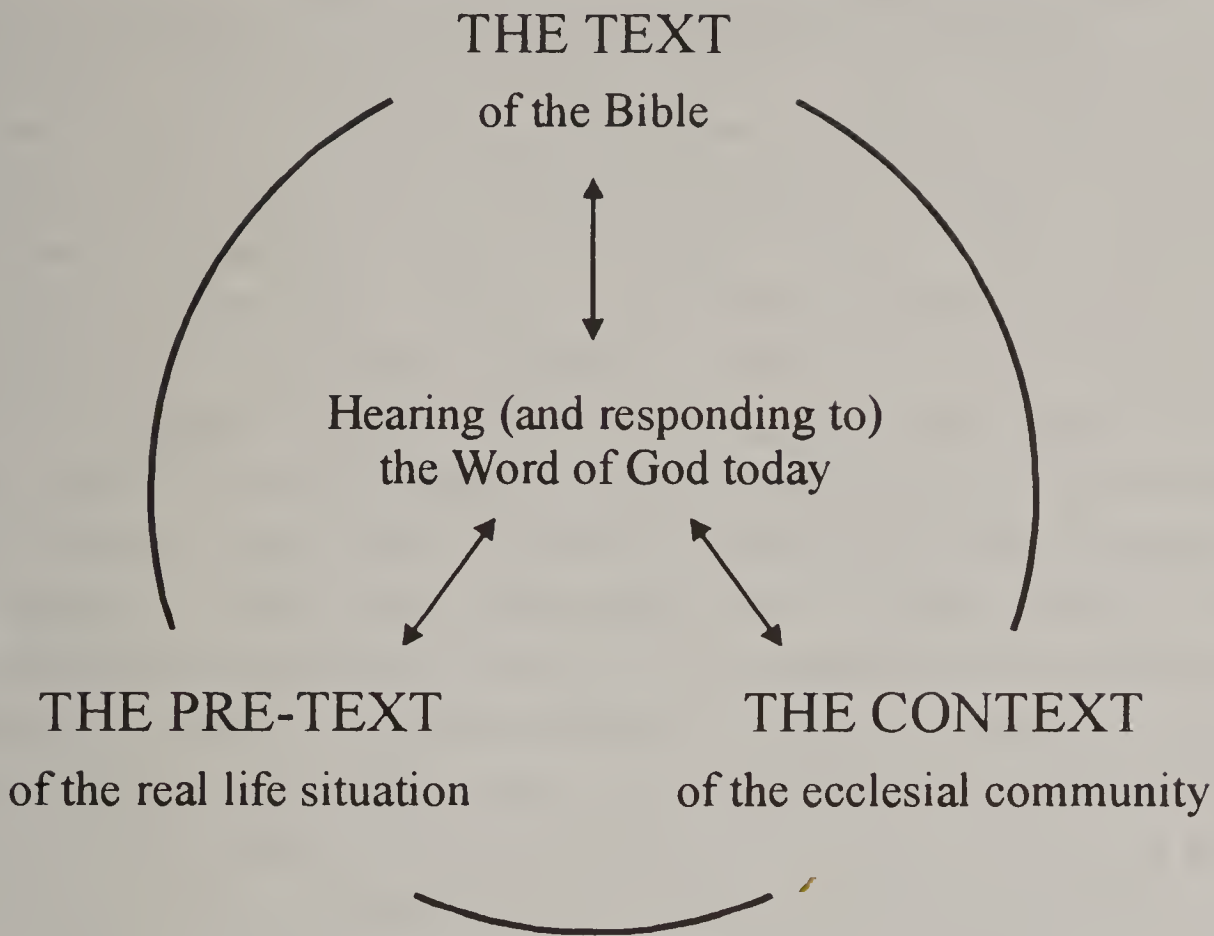 THE TEXT
of the Bible
Hearing (and responding to)
the Word of God today
THE PRE-TEXT
of the real life situation
THE CONTEXT
of the ecclesial community